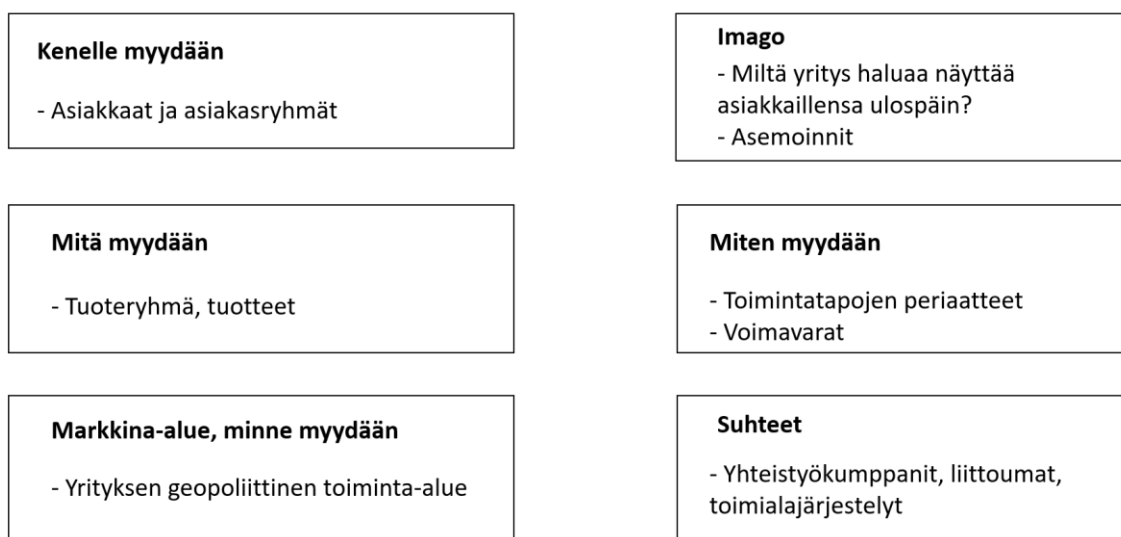 Kenelle myydään
- Asiakkaat ja asiakasryhmät
Imago
- Miltä yritys haluaa näyttää
asiakkaillensa ulospäin?
- Asemoinnit
Mitä myydään
- Tuoteryhmä, tuotteet
Miten myydään
- Toimintatapojen periaatteet
- Voimavarat
Markkina-alue, minne myydään
- Yrityksen geopoliittinen toiminta-alue
Suhteet
- Yhteistyökumppanit, liittoumat,
toimialajärjestelyt